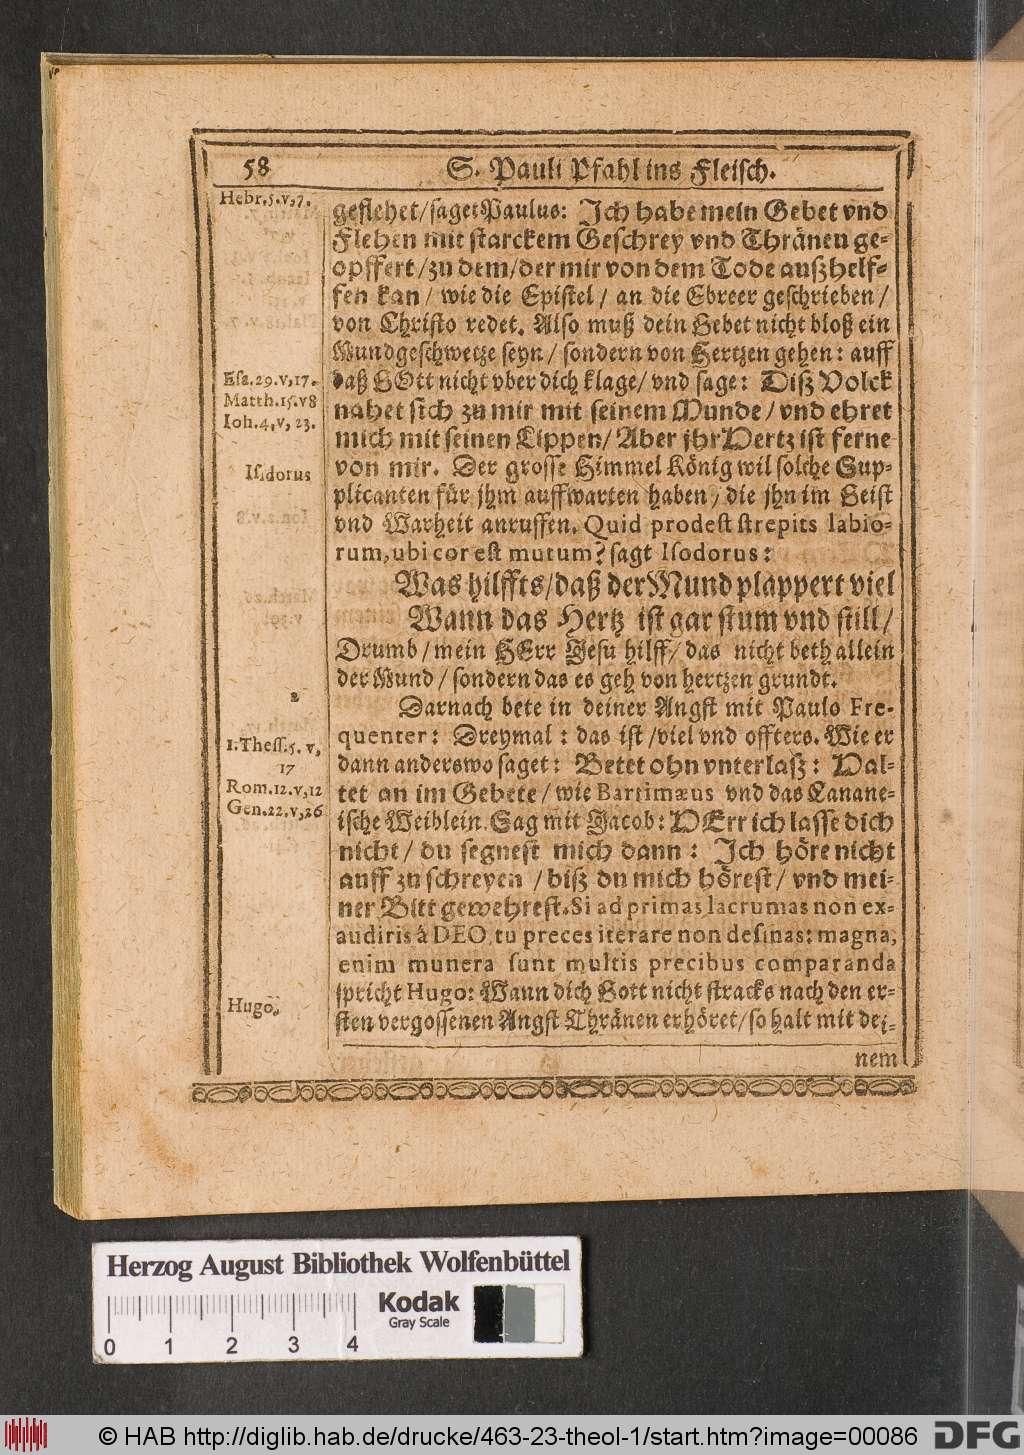 58 S. Pauli Pfahl ins Fleisch.
Hebr. 5. v, 7.
geflehet/ saget Paulus: Ich habe mein Gebet vnd
Flehen mit starckem Geschrey vnd Thränen ge-
opffert/ zu dem/ der mir von dem Tode außhelf-
fen kan/ wie die Epistel/ an die Ebreer geschrieben/
von Christo redet. Also muß dein Gebet nicht bloß ein
Mundgeschwetze seyn/ sondern von Hertzen gehen: auff
Esa. 29. v, 17.
daß GOtt nicht vber dich klage/ vnd sage: Diß Volck
Matth. 15. v 8
nahet sich zu mir mit seinem Munde/ vnd ehret
Ioh. 4, v, 23.
mich mit seinen Lippen/ Aber jhr Hertz ist ferne
Isidorus
von mir. Der grosse Himmel König wil solche Sup-
plicanten für jhm auffwarten haben/ die jhn im Geist
vnd Warheit anruffen. Quid prodest strepits labio-
rum, ubi cor est mutum? sagt Isodorus:
Was hilffts/ daß der Mund plappert viel
Wann das Hertz ist gar stum vnd still/
Drumb/ mein HErr Jesu hilff/ das nicht beth allein
der Mund/ sondern das es geh von hertzen grundt.
2
Darnach bete in deiner Angst mit Paulo Fre-
quenter: Dreymal: das ist/ viel vnd offters. Wie er
1. Thess. 5. v,
17
dann anderswo saget: Betet ohn vnterlaß: Hal-
Rom. 12. v, 12
tet an im Gebete/ wie Bartimæus vnd das Canane-
Gen. 22. v, 26
ische Weiblein. Sag mit Jacob: HErr ich lasse dich
nicht/ du segnest mich dann: Ich höre nicht
auff zu schreyen/ biß du mich hörest/ vnd mei-
ner Bitt gewehrest. Si ad primas lacrumas non ex-
audiris á DEO, tu preces iterare non desinas: magna,
enim munera sunt multis precibus comparanda
Hugo.
spricht Hugo: Wann dich Gott nicht stracks nach den er-
sten vergossenen Angst Thränen erhöret/ so halt mit dei-
nem
Herzog August Bibliothek Wolfenbüttel
Kodak
Gray Scale
0 1 2 3 4
© HAB http://diglib.hab.de/drucke/463-23-theol-1/start.htm?image=00086
DFG